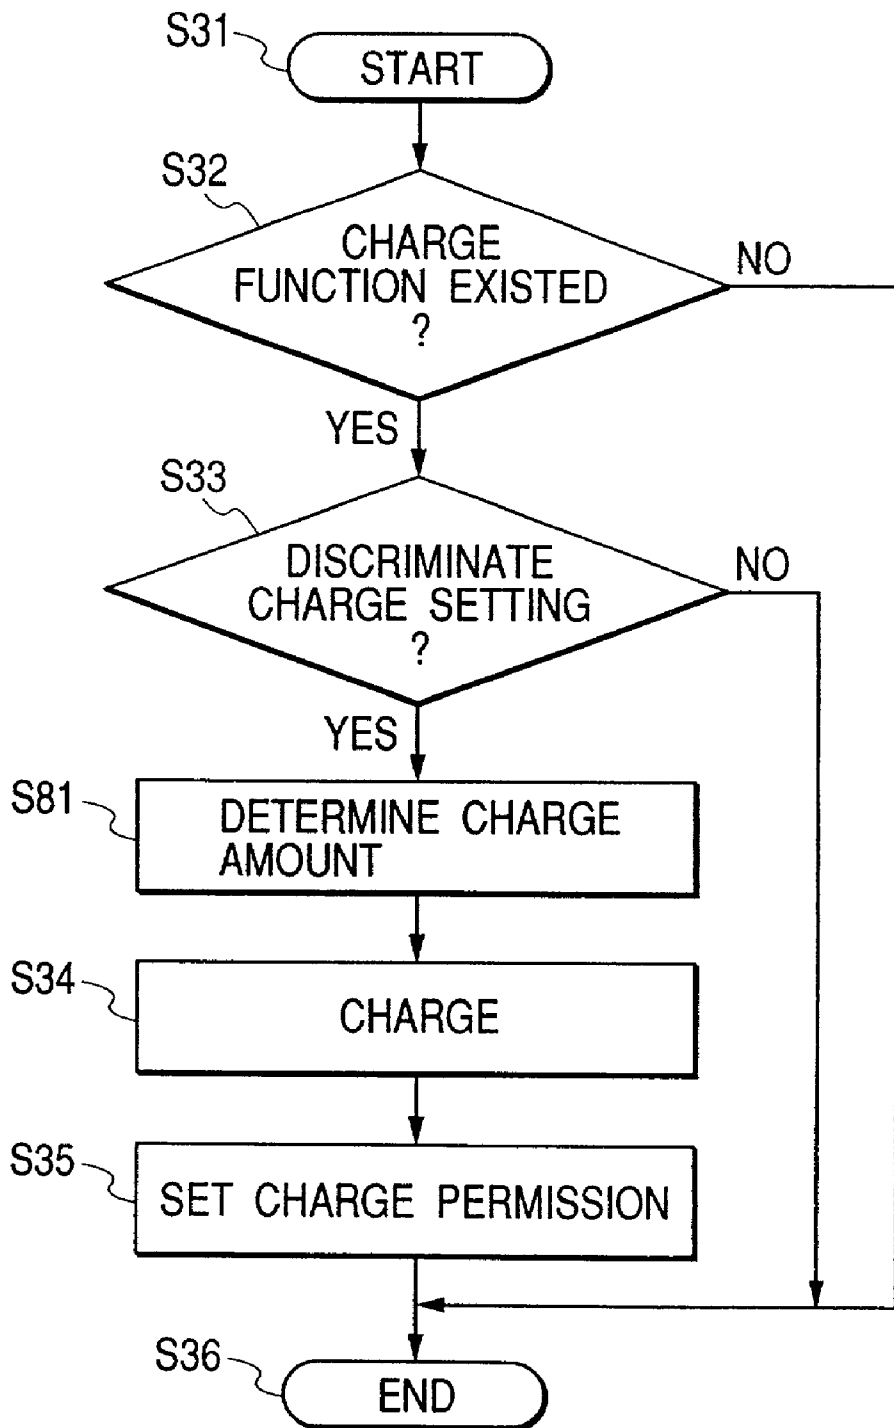 S31
START
S32
CHARGE
FUNCTION EXISTED
?
NO
YES
S33
DISCRIMINATE
CHARGE SETTING
?
NO
YES
S81
DETERMINE CHARGE
AMOUNT
S34
CHARGE
S35
SET CHARGE PERMISSION
S36
END